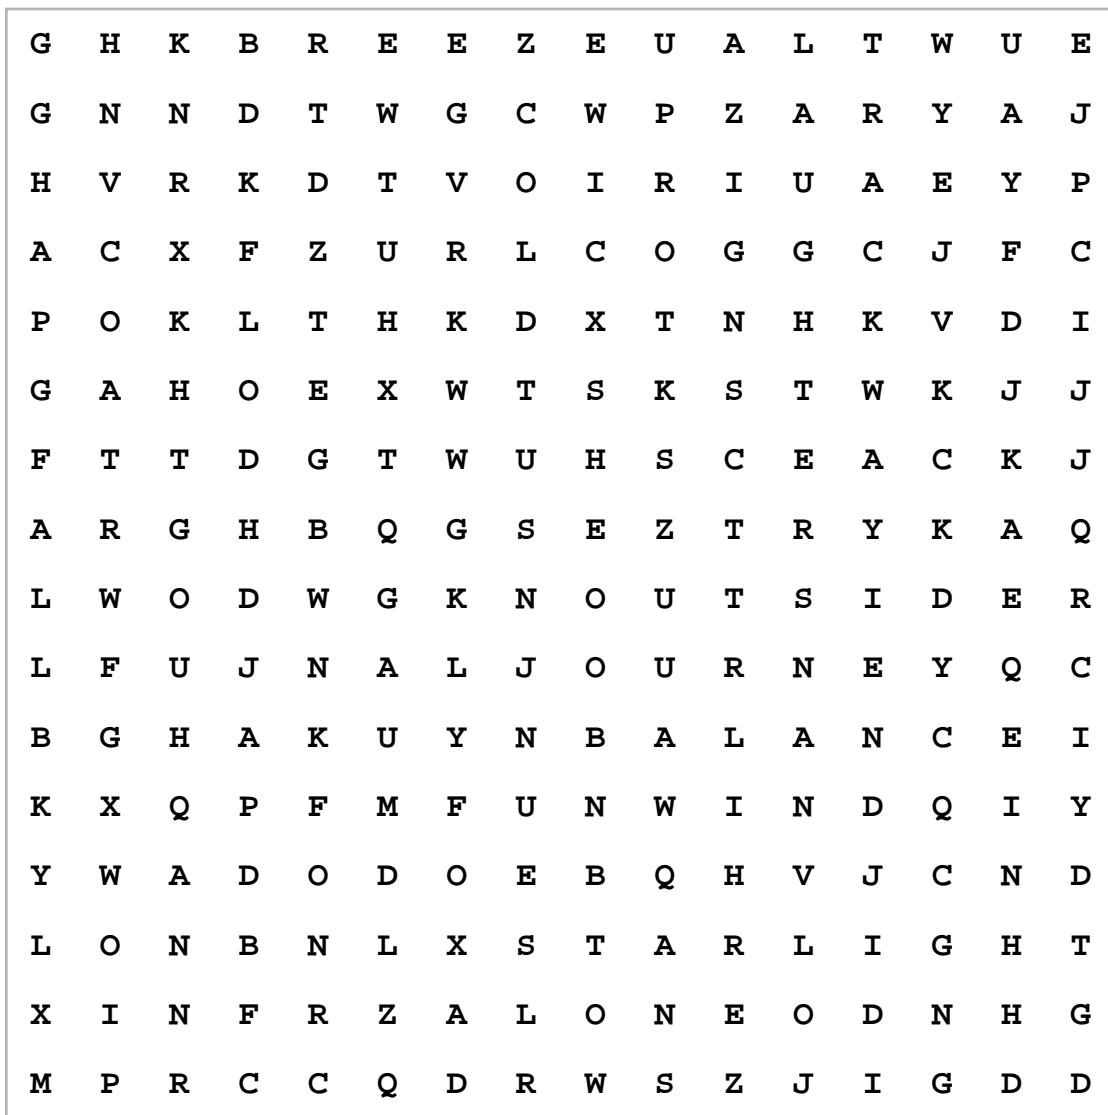 G H K B R E E Z E U A L T W U E
G N N D T W G C W P Z A R Y A J
H V R K D T V O I R I U A E Y P
A C X F Z U R L C O G G C J F C
P O K L T H K D X T N H K V D I
G A H O E X W T S K S T W K J J
F T T D G T W U H S C E A C K J
A R G H B Q G S E Z T R Y K A Q
L W O D W G K N O U T S I D E R
L F U J N A L J O U R N E Y Q C
B G H A K U Y N B A L A N C E I
K X Q P F M F U N W I N D Q I Y
Y W A D O D O E B Q H V J C N D
L O N B N L X S T A R L I G H T
X I N F R Z A L O N E O D N H G
M P R C C Q D R W S Z J I G D D